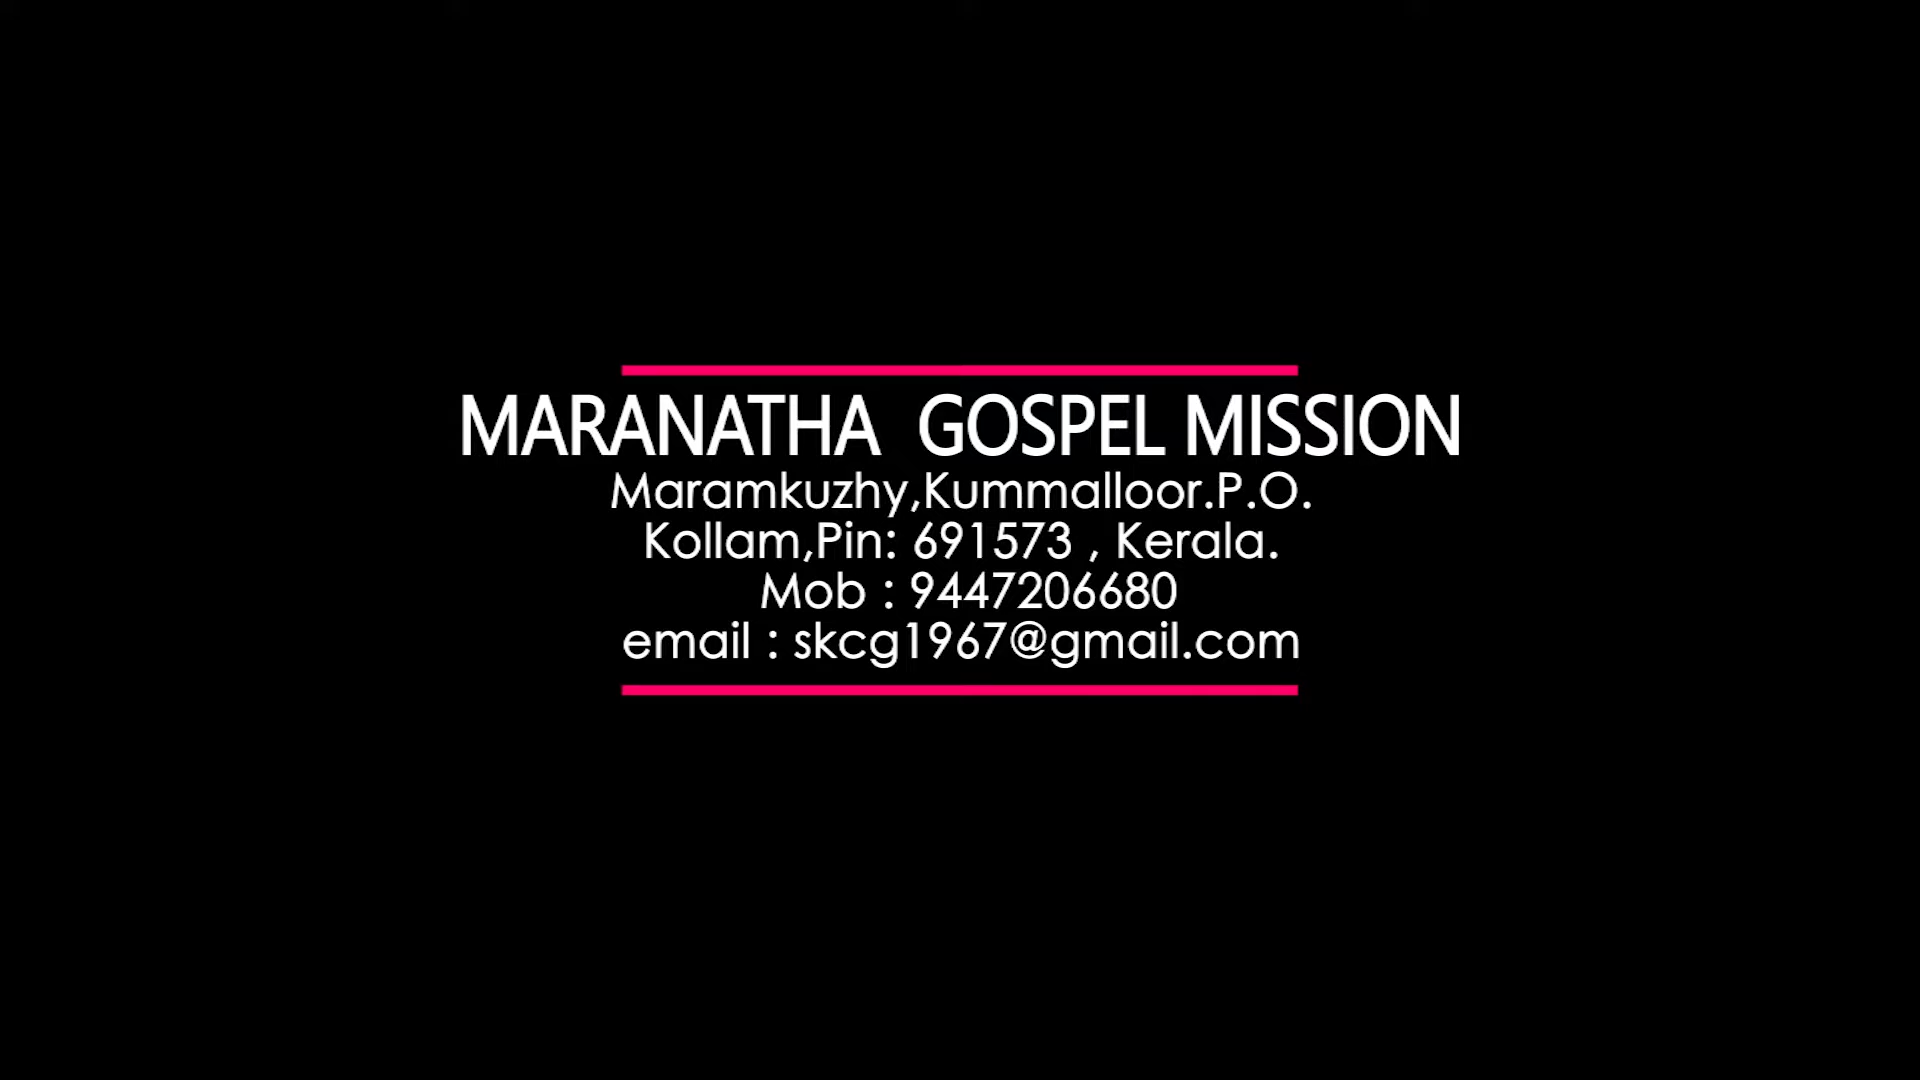 MARANATHA  GOSPEL MISSION
Maramkuzhy,Kummalloor.P.O.
Kollam,Pin: 691573 , Kerala.
Mob : 9447206680
email : skcg1967@gmail.com